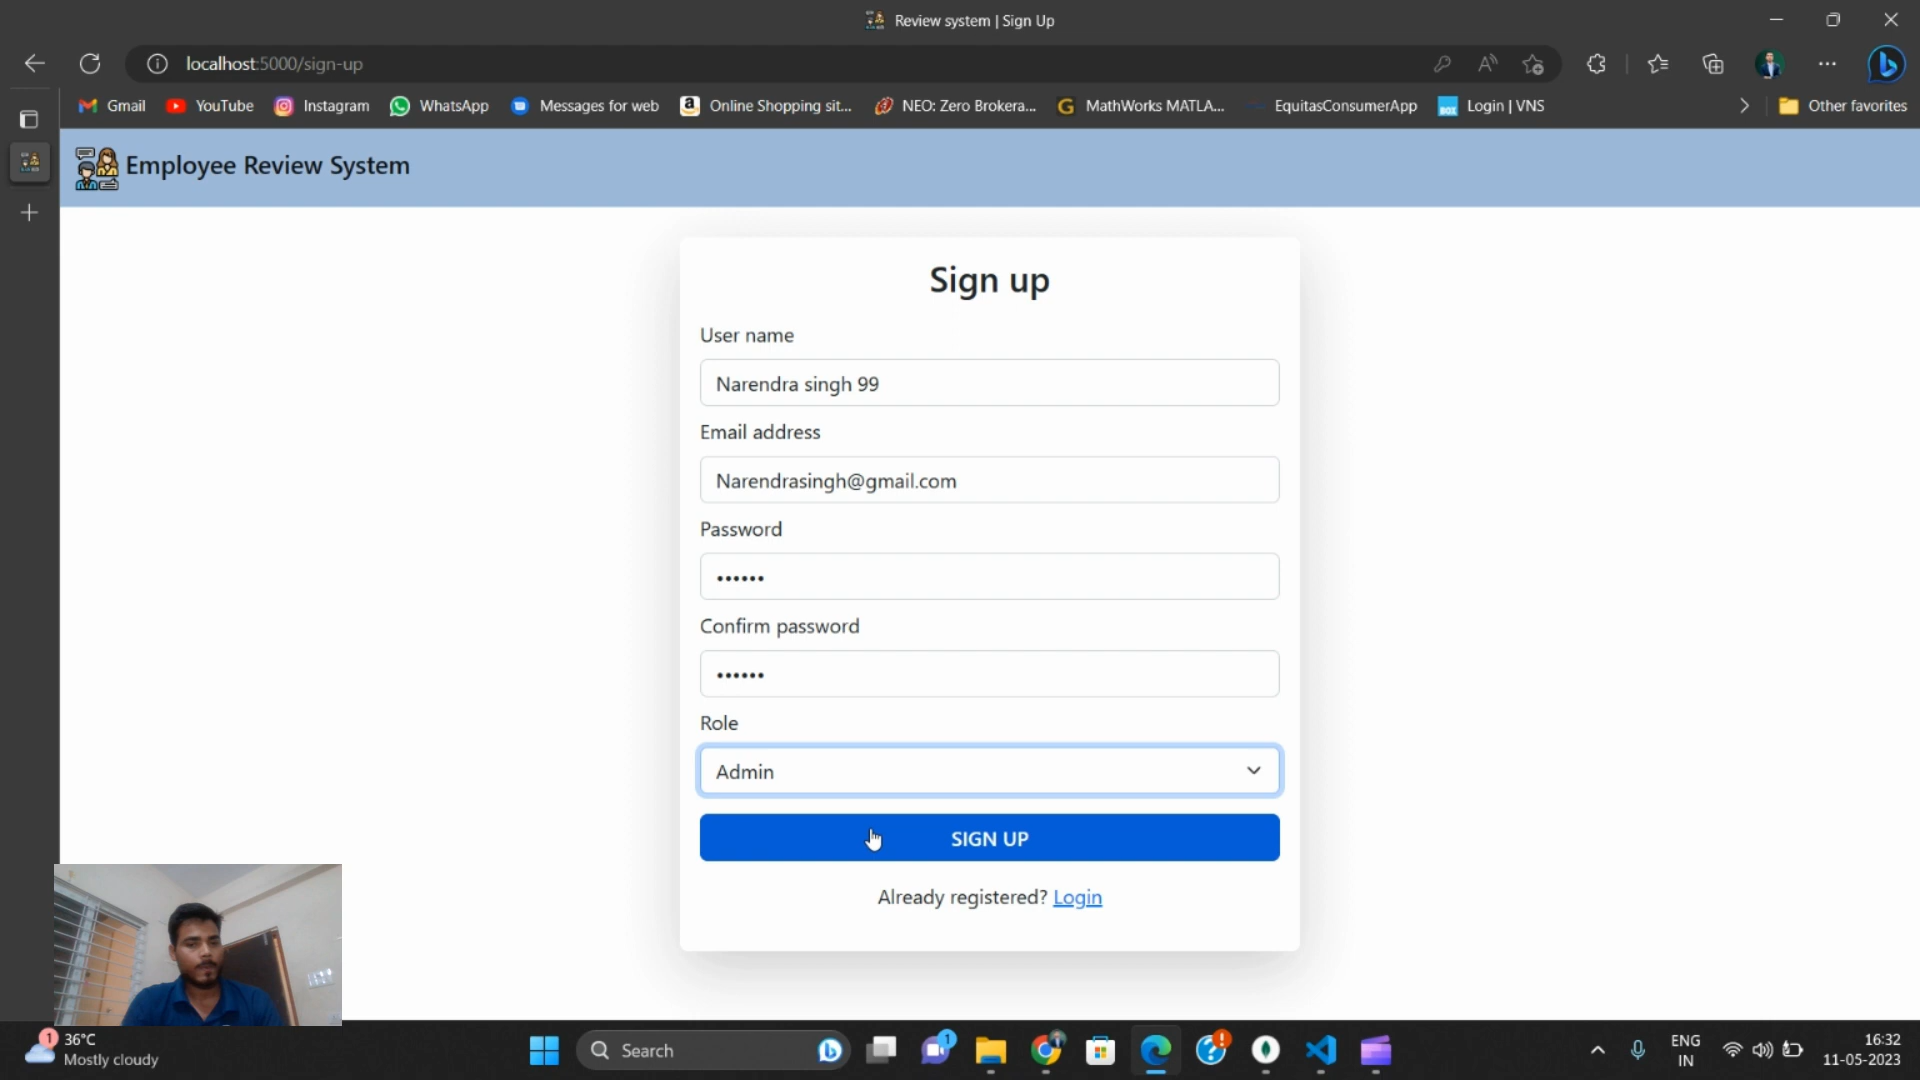 Review system | Sign Up
localhost:5000/sign-up
Gmail YouTube Instagram WhatsApp Messages for web Online Shopping sit... NEO: Zero Brokera... MathWorks MATLA... EquitasConsumerApp Login | VNS Other favorites
Employee Review System
Sign up
User name
Narendra singh 99
Email address
Narendrasingh@gmail.com
Password
••••••
Confirm password
••••••
Role
Admin
SIGN UP
Already registered? Login
1
36°C
Mostly cloudy
Search
1
ENG
IN
16:32
11-05-2023